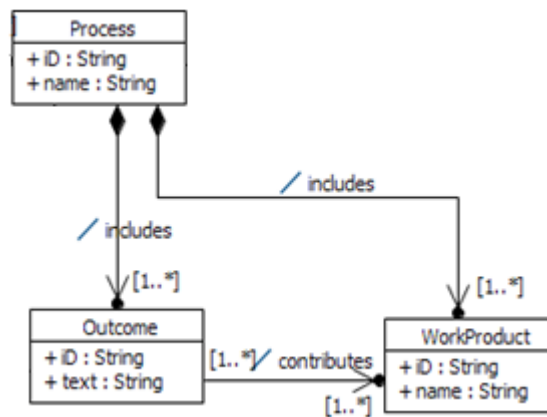 Process
+ iD : String
+ name : String
/ includes
/ includes
[1..*]
[1..*]
Outcome
+ iD : String
+ text : String
[1..*] / contributes
[1..*]
WorkProduct
+ iD : String
+ name : String